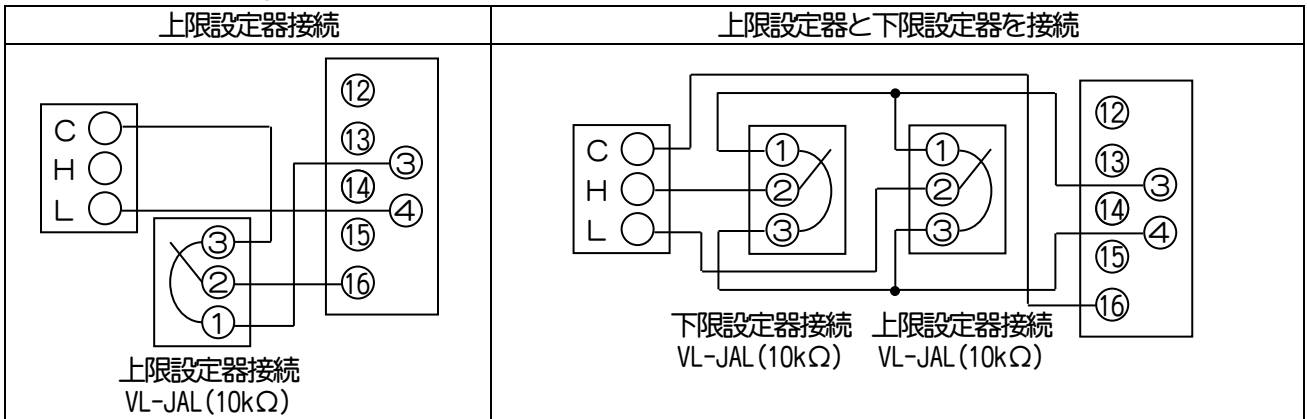 上限設定器接続
C
H
L
③
②
①
⑫
⑬
⑭
⑮
⑯
③
④
上限設定器接続
VL-JAL(10kΩ)
上限設定器と下限設定器を接続
C
H
L
①
②
③
①
②
③
⑫
⑬
⑭
⑮
⑯
③
④
下限設定器接続
VL-JAL(10kΩ)
上限設定器接続
VL-JAL(10kΩ)